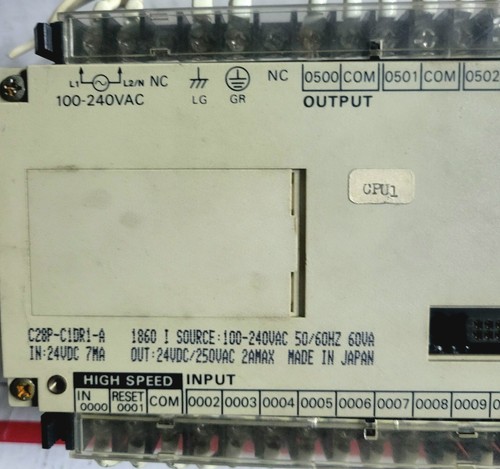 L1 L2/N NC LG GR NC 0500 COM 0501 COM 0502
100-240VAC OUTPUT
CPU1
C28P-C1DR1-A 1860 I SOURCE:100-240VAC 50/60HZ 60VA
IN:24VDC 7MA OUT:24VDC/250VAC 2AMAX MADE IN JAPAN
HIGH SPEED INPUT
IN 0000 RESET 0001 COM 0002 0003 0004 0005 0006 0007 0008 0009